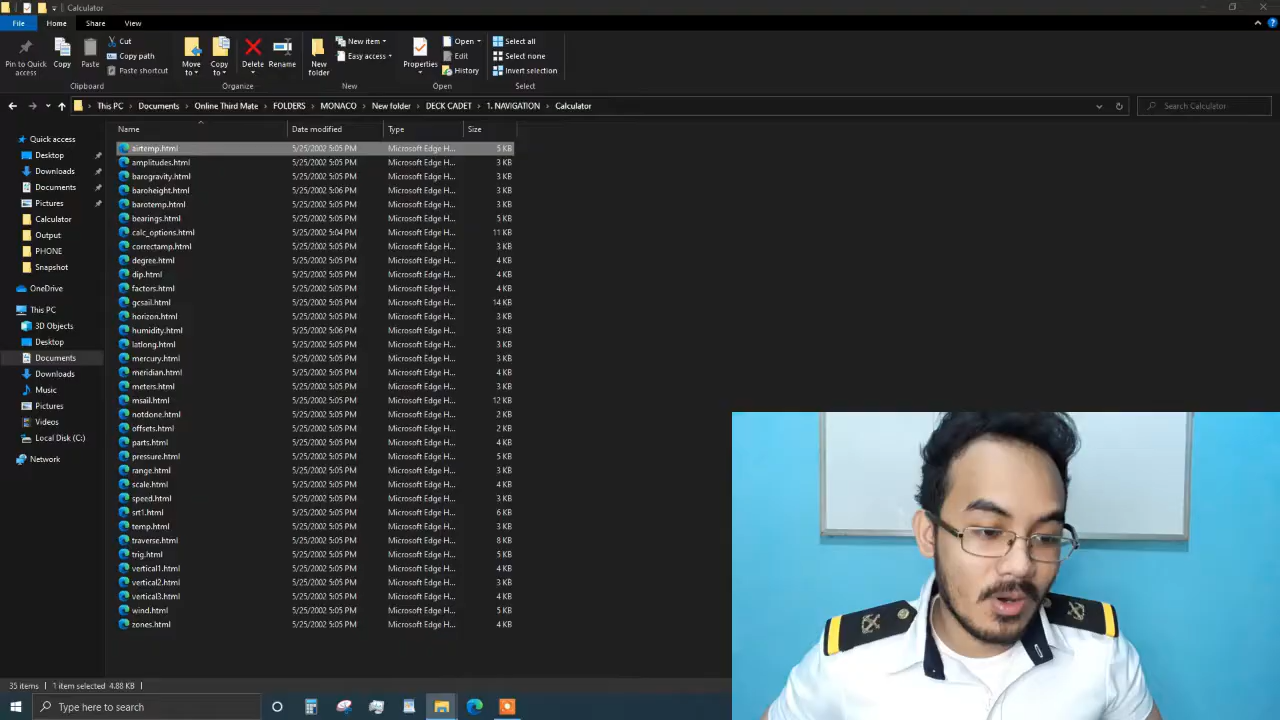 Calculator
File Home Share View
Pin to Quick access
Copy
Paste
Cut
Copy path
Paste shortcut
Clipboard
Move to
Copy to
Delete
Rename
Organize
New folder
New item
Easy access
New
Properties
Open
Edit
History
Open
Select all
Select none
Invert selection
Select
This PC Documents Online Third Mate FOLDERS MONACO New folder DECK CADET 1. NAVIGATION Calculator
Search Calculator
Quick access
Desktop
Downloads
Documents
Pictures
Calculator
Output
PHONE
Snapshot
OneDrive
This PC
3D Objects
Desktop
Documents
Downloads
Music
Pictures
Videos
Local Disk (C:)
Network
Name Date modified Type Size
airtemp.html 5/25/2002 5:05 PM Microsoft Edge H... 5 KB
amplitudes.html 5/25/2002 5:05 PM Microsoft Edge H... 3 KB
barogravity.html 5/25/2002 5:05 PM Microsoft Edge H... 3 KB
baroheight.html 5/25/2002 5:06 PM Microsoft Edge H... 3 KB
barotemp.html 5/25/2002 5:05 PM Microsoft Edge H... 3 KB
bearings.html 5/25/2002 5:05 PM Microsoft Edge H... 5 KB
calc_options.html 5/25/2002 5:04 PM Microsoft Edge H... 11 KB
correctamp.html 5/25/2002 5:05 PM Microsoft Edge H... 3 KB
degree.html 5/25/2002 5:05 PM Microsoft Edge H... 4 KB
dip.html 5/25/2002 5:05 PM Microsoft Edge H... 4 KB
factors.html 5/25/2002 5:05 PM Microsoft Edge H... 4 KB
gcsail.html 5/25/2002 5:05 PM Microsoft Edge H... 14 KB
horizon.html 5/25/2002 5:05 PM Microsoft Edge H... 3 KB
humidity.html 5/25/2002 5:06 PM Microsoft Edge H... 3 KB
latlong.html 5/25/2002 5:05 PM Microsoft Edge H... 3 KB
mercury.html 5/25/2002 5:05 PM Microsoft Edge H... 3 KB
meridian.html 5/25/2002 5:05 PM Microsoft Edge H... 4 KB
meters.html 5/25/2002 5:05 PM Microsoft Edge H... 3 KB
msail.html 5/25/2002 5:05 PM Microsoft Edge H... 12 KB
notdone.html 5/25/2002 5:05 PM Microsoft Edge H... 2 KB
offsets.html 5/25/2002 5:05 PM Microsoft Edge H... 2 KB
parts.html 5/25/2002 5:05 PM Microsoft Edge H... 4 KB
pressure.html 5/25/2002 5:05 PM Microsoft Edge H... 5 KB
range.html 5/25/2002 5:05 PM Microsoft Edge H... 3 KB
scale.html 5/25/2002 5:05 PM Microsoft Edge H... 4 KB
speed.html 5/25/2002 5:05 PM Microsoft Edge H... 3 KB
srt1.html 5/25/2002 5:05 PM Microsoft Edge H... 6 KB
temp.html 5/25/2002 5:05 PM Microsoft Edge H... 3 KB
traverse.html 5/25/2002 5:05 PM Microsoft Edge H... 8 KB
trig.html 5/25/2002 5:05 PM Microsoft Edge H... 5 KB
vertical1.html 5/25/2002 5:05 PM Microsoft Edge H... 4 KB
vertical2.html 5/25/2002 5:05 PM Microsoft Edge H... 3 KB
vertical3.html 5/25/2002 5:05 PM Microsoft Edge H... 4 KB
wind.html 5/25/2002 5:05 PM Microsoft Edge H... 5 KB
zones.html 5/25/2002 5:05 PM Microsoft Edge H... 4 KB
35 items 1 item selected 4.88 KB
Type here to search